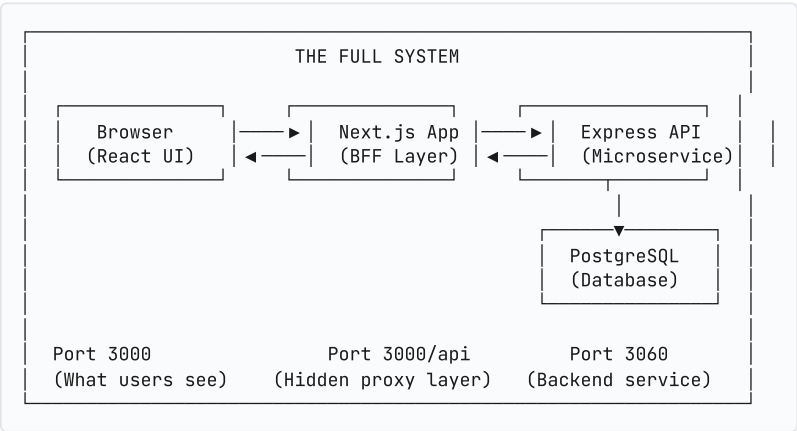 THE FULL SYSTEM
Browser Next.js App Express API
(React UI) (BFF Layer) (Microservice)
PostgreSQL
(Database)
Port 3000 Port 3000/api Port 3060
(What users see) (Hidden proxy layer) (Backend service)